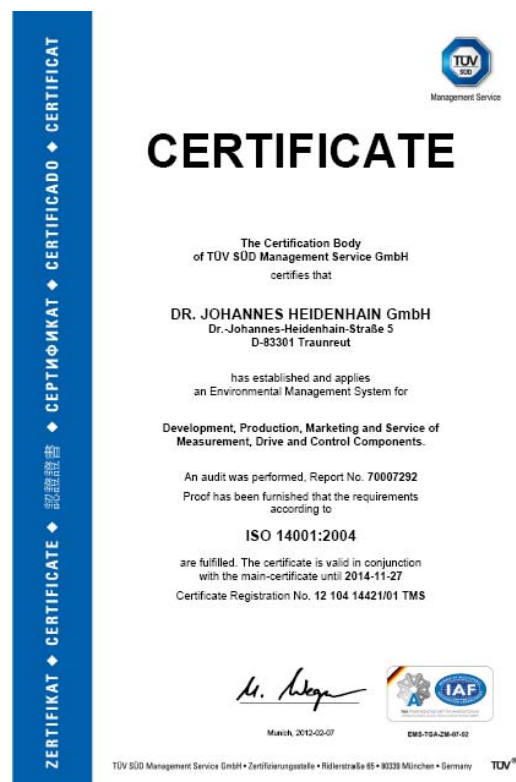 TÜV
SÜD
Management Service
CERTIFICATE
The Certification Body
of TÜV SÜD Management Service GmbH
certifies that
DR. JOHANNES HEIDENHAIN GmbH
Dr.-Johannes-Heidenhain-Straße 5
D-83301 Traunreut
has established and applies
an Environmental Management System for
Development, Production, Marketing and Service of
Measurement, Drive and Control Components.
An audit was performed, Report No. 70007292
Proof has been furnished that the requirements
according to
ISO 14001:2004
are fulfilled. The certificate is valid in conjunction
with the main-certificate until 2014-11-27
Certificate Registration No. 12 104 14421/01 TMS
Munich, 2012-02-07
IAF
EMS-TGA-ZM-07-92
TÜV SÜD Management Service GmbH • Zertifizierungsstelle • Ridlerstraße 65 • 80339 München • Germany
TÜV®
ZERTIFIKAT ◆ CERTIFICATE ◆ 認證證書 ◆ СЕРТИФИКАТ ◆ CERTIFICADO ◆ CERTIFICAT